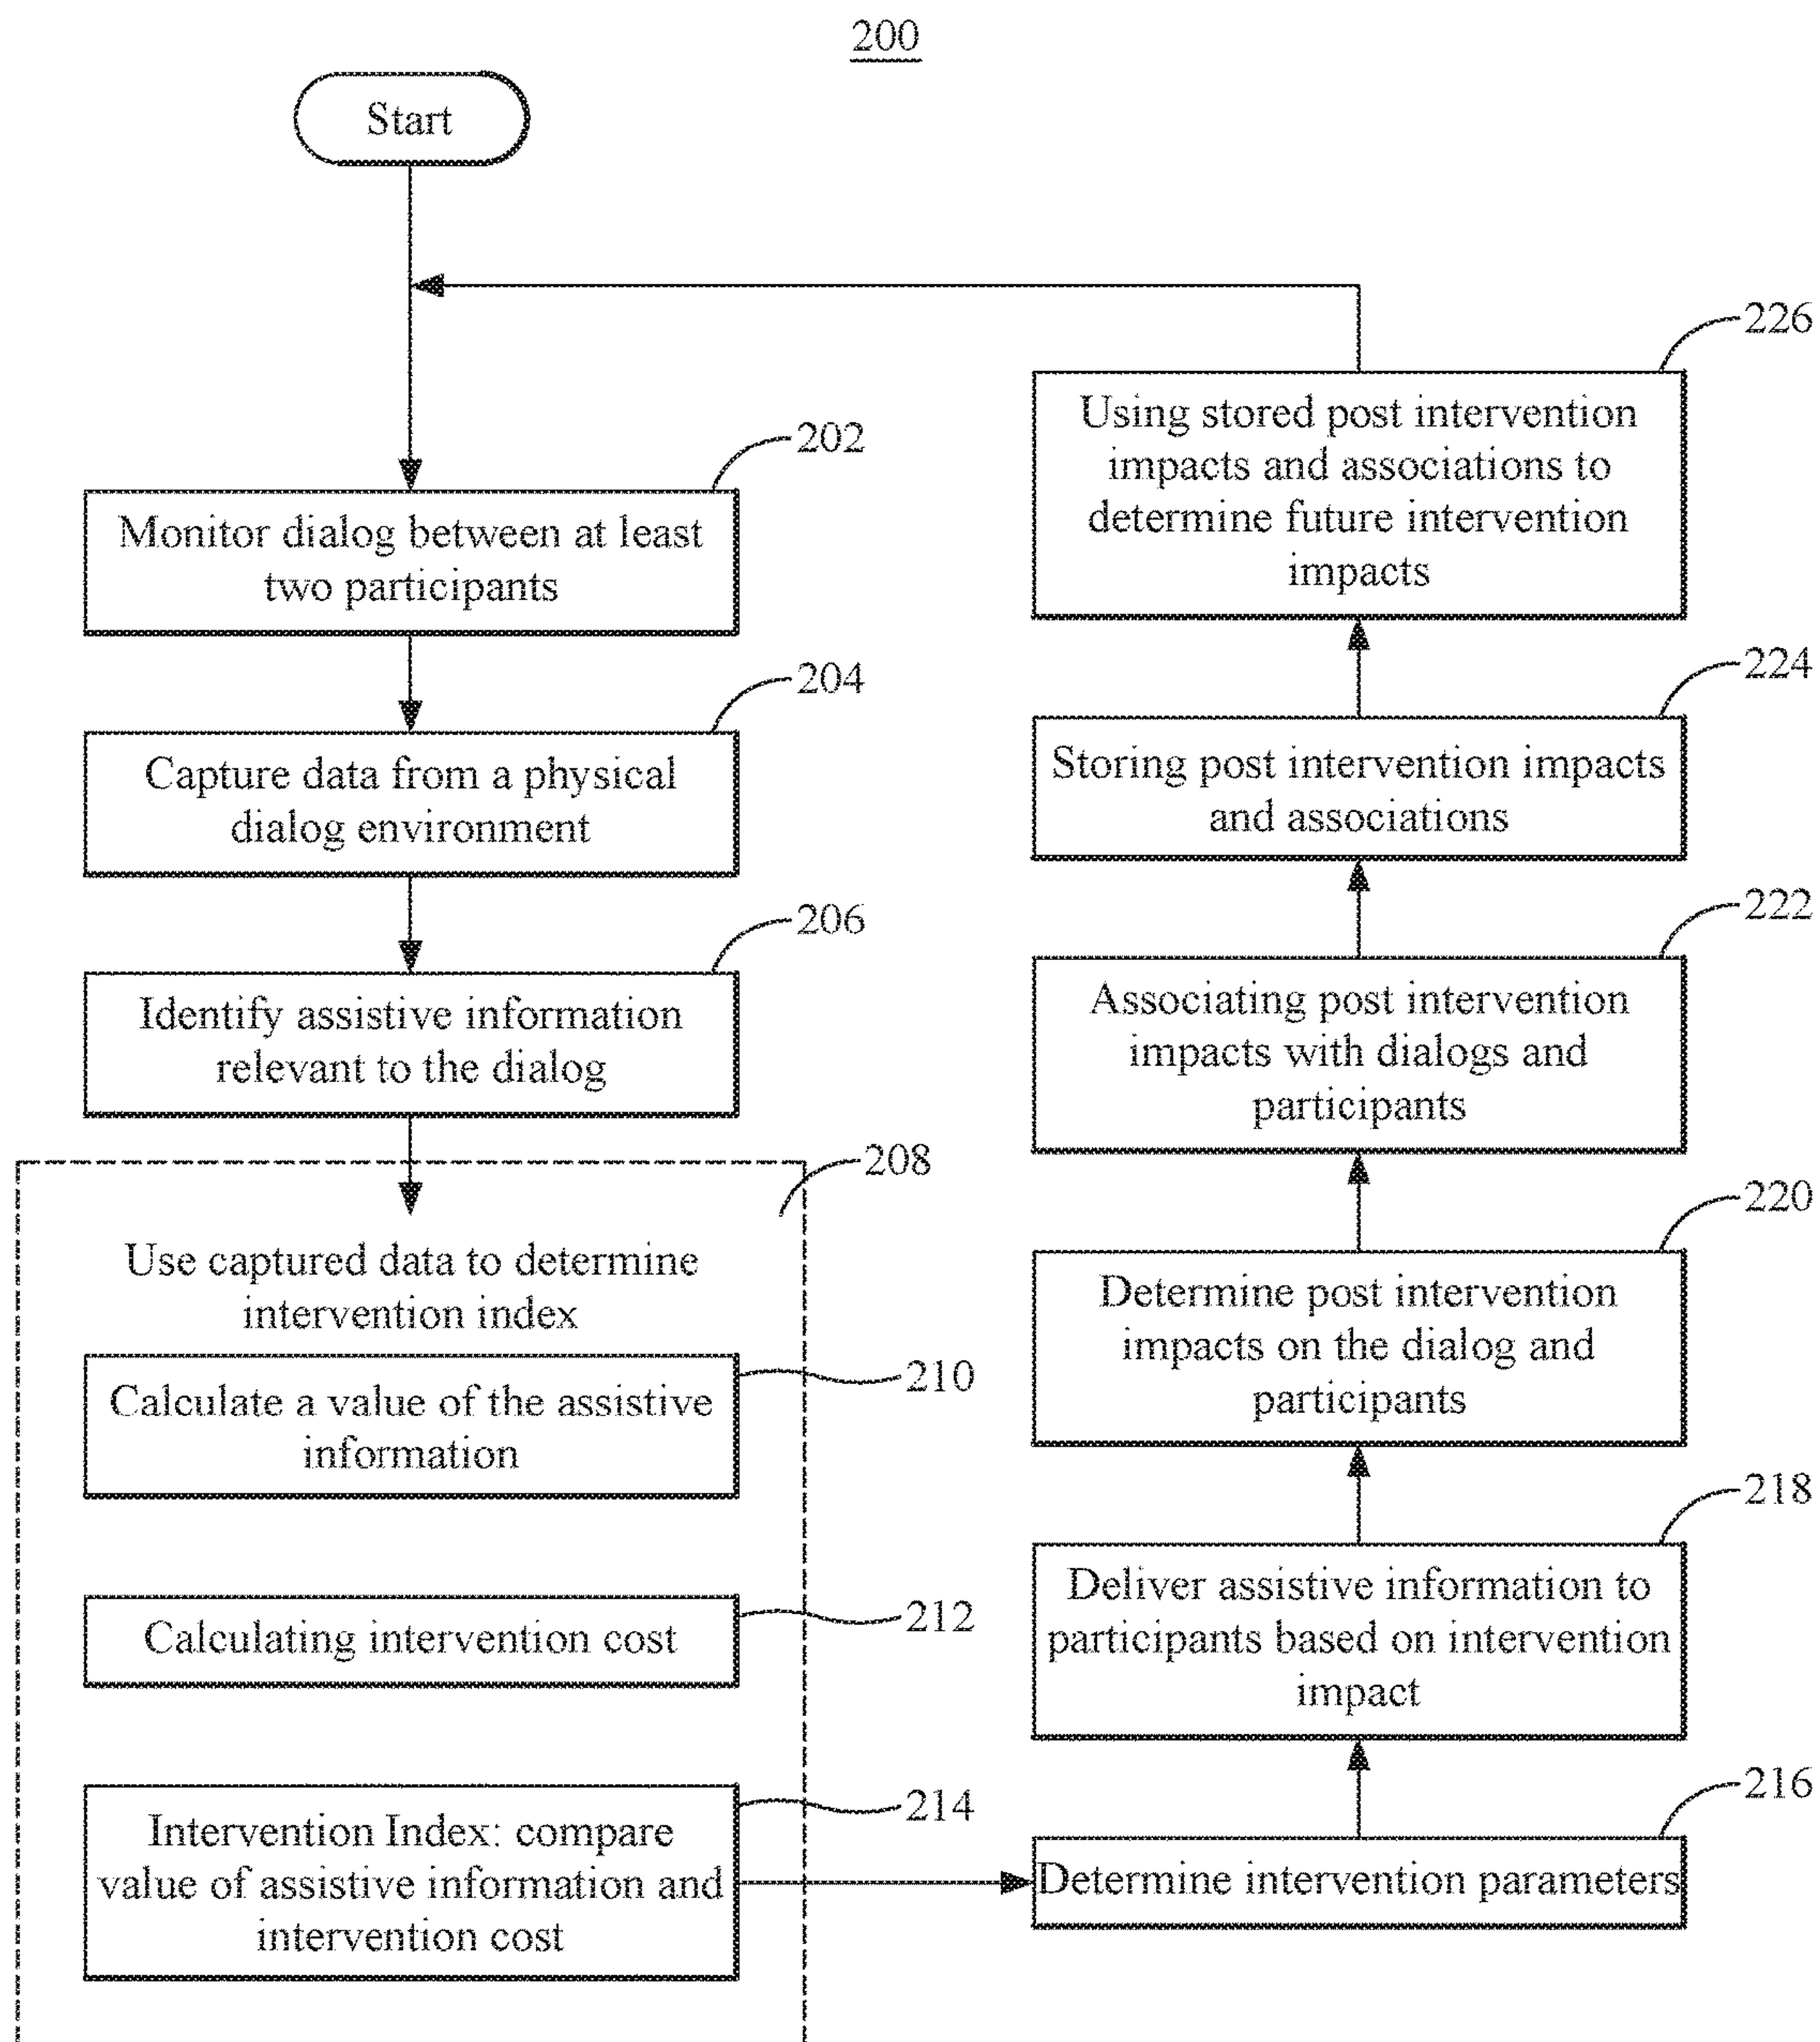 200
Start
202
Monitor dialog between at least
two participants
204
Capture data from a physical
dialog environment
206
Identify assistive information
relevant to the dialog
208
Use captured data to determine
intervention index
210
Calculate a value of the assistive
information
212
Calculating intervention cost
214
Intervention Index: compare
value of assistive information and
intervention cost
216
Determine intervention parameters
218
Deliver assistive information to
participants based on intervention
impact
220
Determine post intervention
impacts on the dialog and
participants
222
Associating post intervention
impacts with dialogs and
participants
224
Storing post intervention impacts
and associations
226
Using stored post intervention
impacts and associations to
determine future intervention
impacts